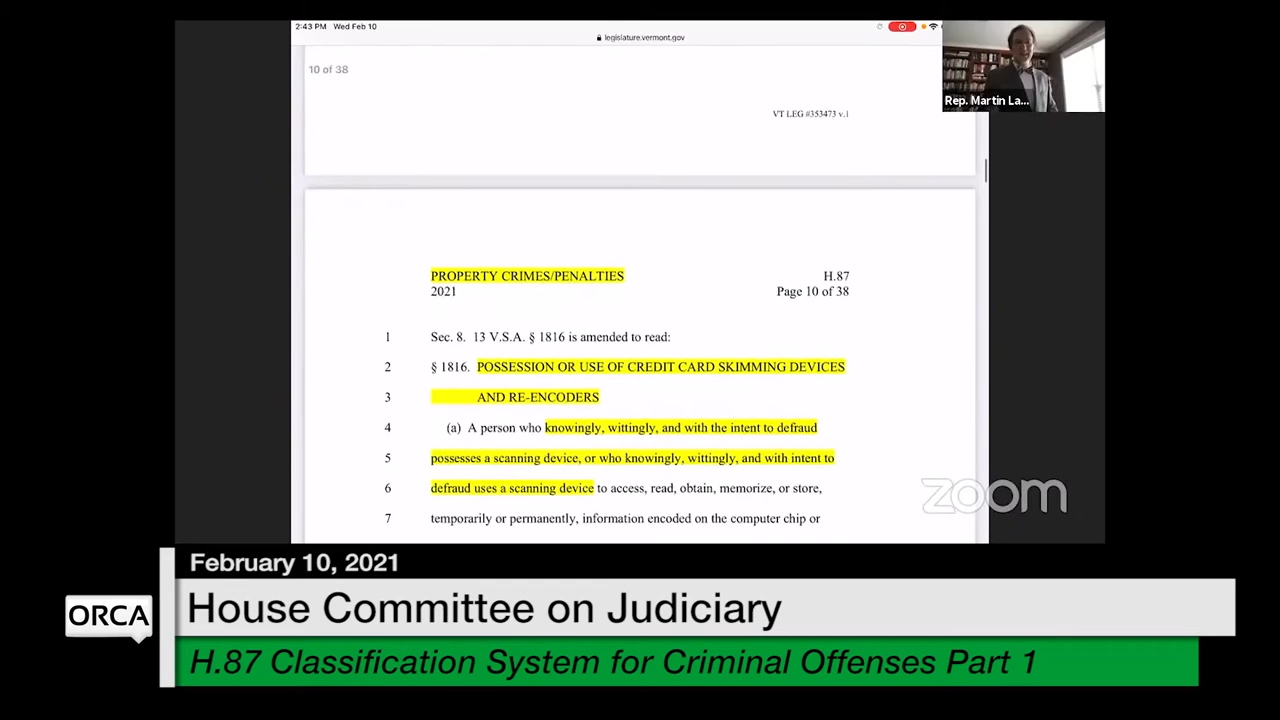 2:43 PM Wed Feb 10
legislature.vermont.gov
10 of 38
Rep. Martin La...
VT LEG #353473 v.1
PROPERTY CRIMES/PENALTIES H.87
2021 Page 10 of 38
1 Sec. 8. 13 V.S.A. § 1816 is amended to read:
2 § 1816. POSSESSION OR USE OF CREDIT CARD SKIMMING DEVICES
3 AND RE-ENCODERS
4 (a) A person who knowingly, wittingly, and with the intent to defraud
5 possesses a scanning device, or who knowingly, wittingly, and with intent to
6 defraud uses a scanning device to access, read, obtain, memorize, or store,
7 temporarily or permanently, information encoded on the computer chip or
zoom
February 10, 2021
ORCA
House Committee on Judiciary
H.87 Classification System for Criminal Offenses Part 1